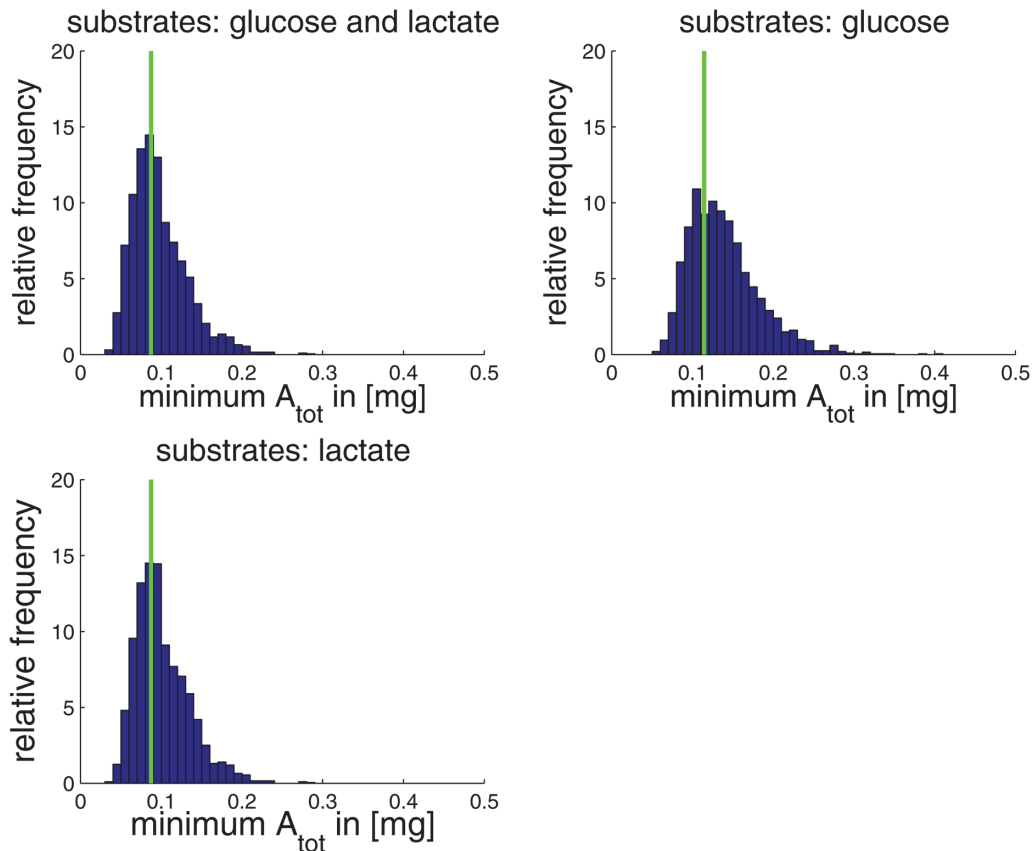 substrates: glucose and lactate
20
15
10
5
0
relative frequency
0 0.1 0.2 0.3 0.4 0.5
minimum A_tot in [mg]
substrates: glucose
20
15
10
5
0
relative frequency
0 0.1 0.2 0.3 0.4 0.5
minimum A_tot in [mg]
substrates: lactate
20
15
10
5
0
relative frequency
0 0.1 0.2 0.3 0.4 0.5
minimum A_tot in [mg]